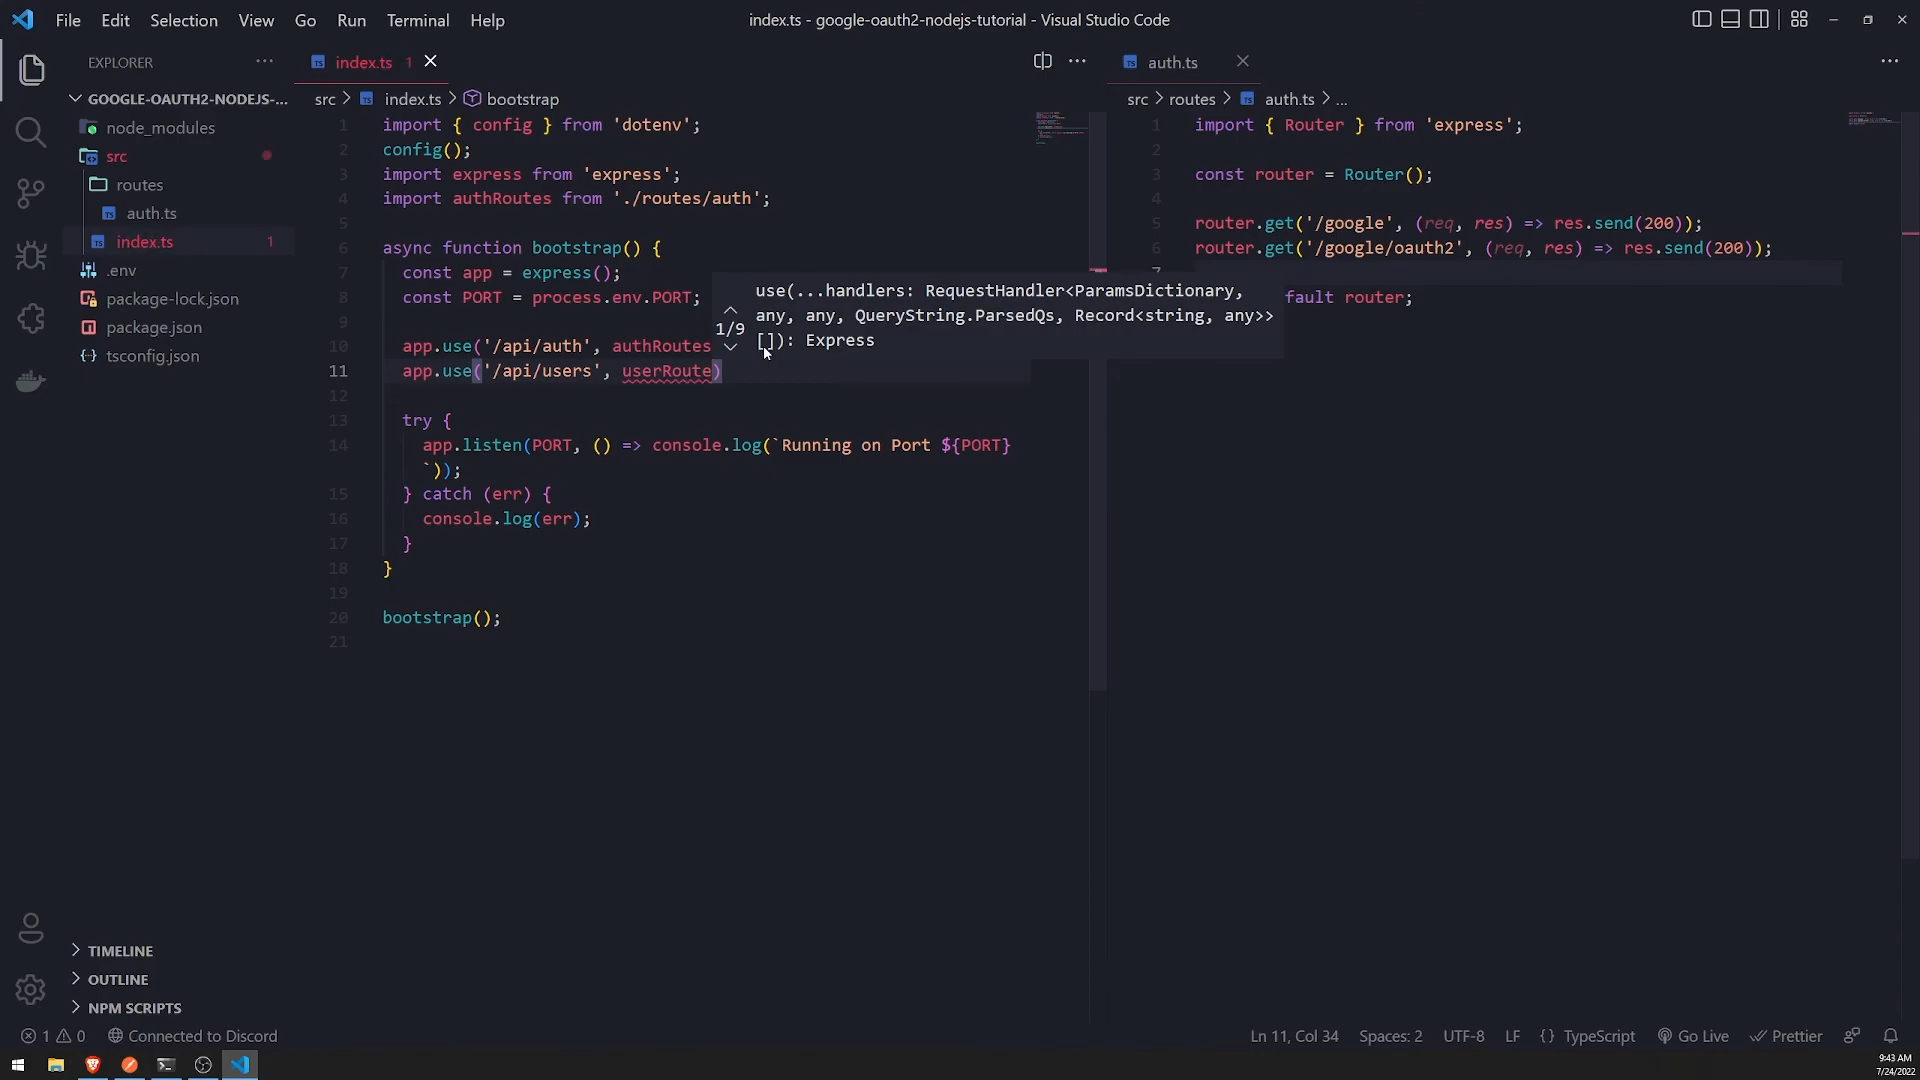 File Edit Selection View Go Run Terminal Help
index.ts - google-oauth2-nodejs-tutorial - Visual Studio Code
EXPLORER
GOOGLE-OAUTH2-NODEJS-...
node_modules
src
routes
auth.ts
index.ts 1
.env
package-lock.json
package.json
tsconfig.json
TIMELINE
OUTLINE
NPM SCRIPTS
index.ts 1
src > index.ts > bootstrap
1 import { config } from 'dotenv';
2 config();
3 import express from 'express';
4 import authRoutes from './routes/auth';
5
6 async function bootstrap() {
7 const app = express();
8 const PORT = process.env.PORT;
9
10 app.use('/api/auth', authRoutes
11 app.use('/api/users', userRoute)
12
13 try {
14 app.listen(PORT, () => console.log(`Running on Port ${PORT}
`));
15 } catch (err) {
16 console.log(err);
17 }
18 }
19
20 bootstrap();
21
use(...handlers: RequestHandler<ParamsDictionary,
any, any, QueryString.ParsedQs, Record<string, any>>
[]): Express
1/9
auth.ts
src > routes > auth.ts > ...
1 import { Router } from 'express';
2
3 const router = Router();
4
5 router.get('/google', (req, res) => res.send(200));
6 router.get('/google/oauth2', (req, res) => res.send(200));
7
fault router;
1 0 Connected to Discord
Ln 11, Col 34 Spaces: 2 UTF-8 LF {} TypeScript Go Live Prettier
9:43 AM
7/24/2022